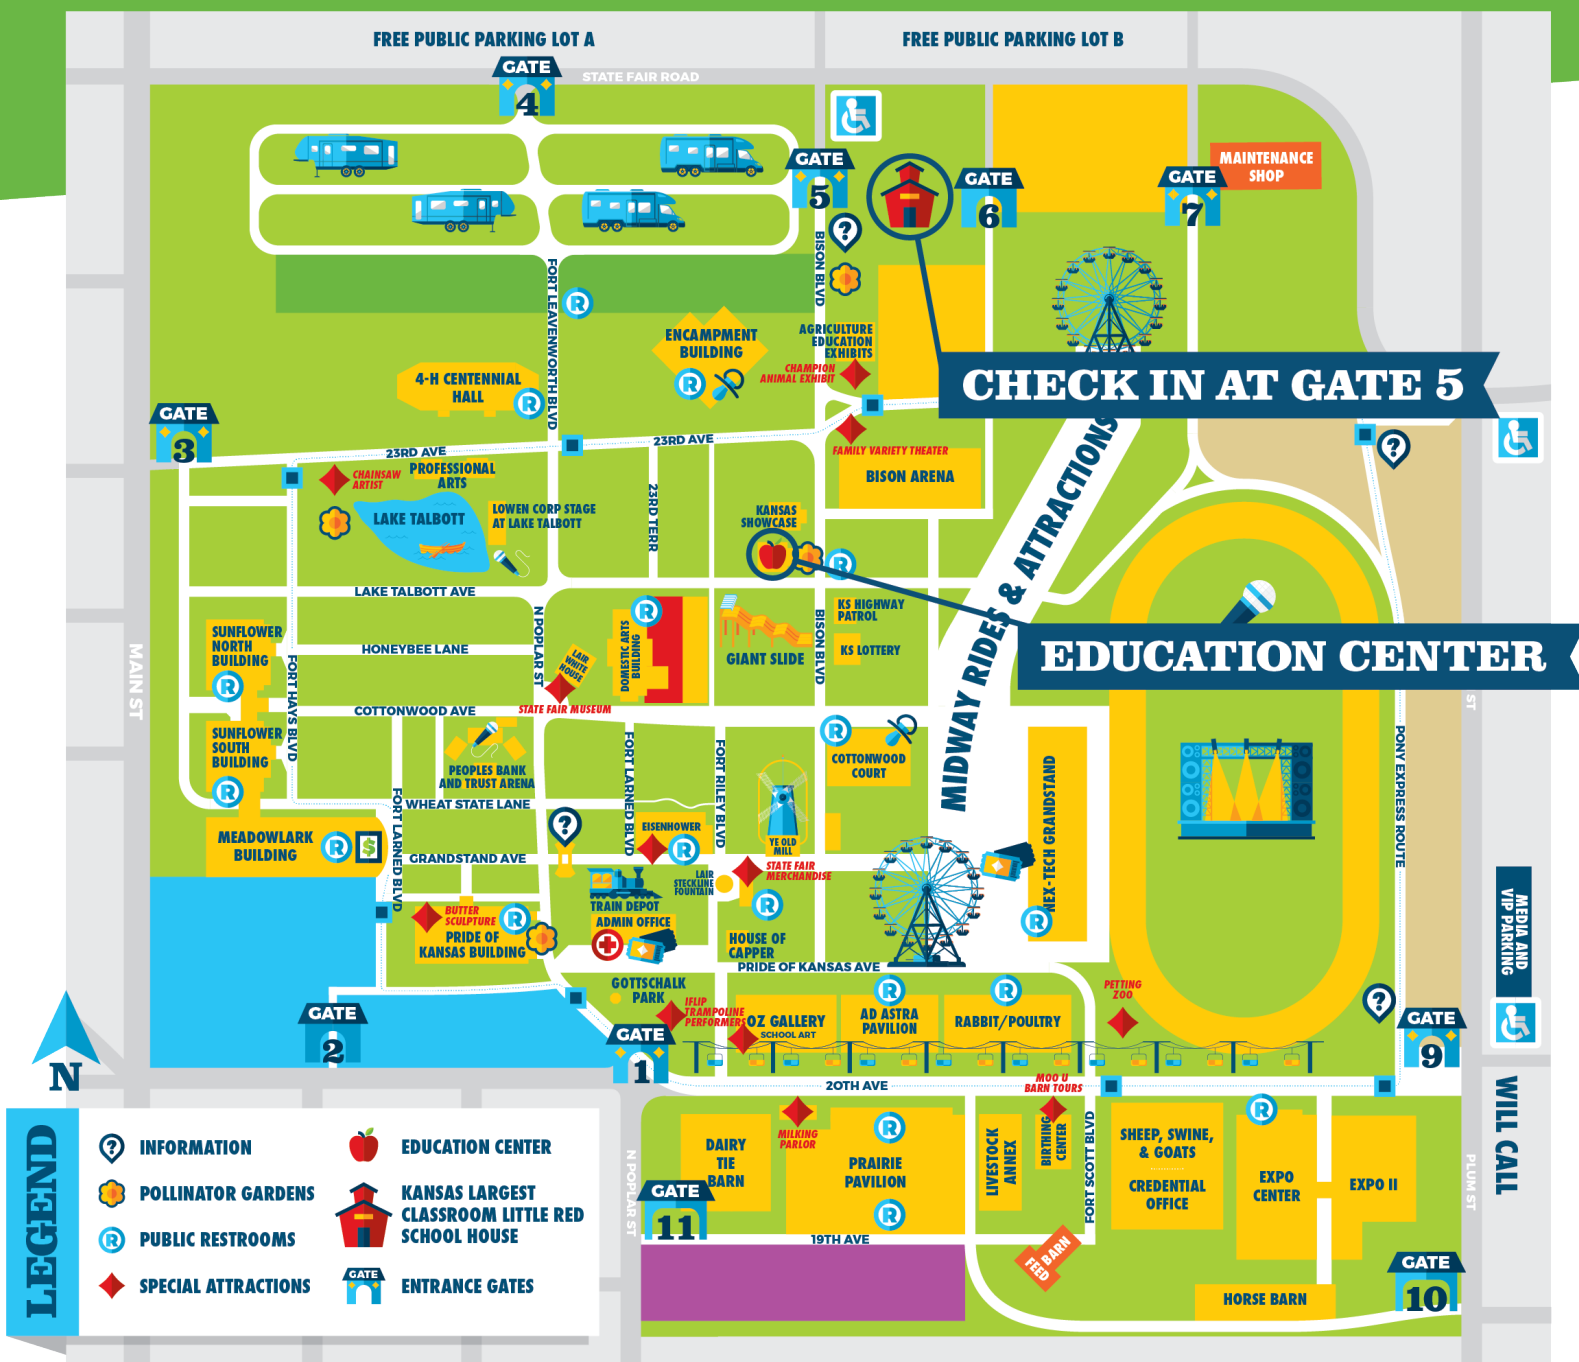 FREE PUBLIC PARKING LOT A
FREE PUBLIC PARKING LOT B
STATE FAIR ROAD
GATE
4
GATE
5
GATE
6
GATE
7
MAINTENANCE
SHOP
BISON BLVD
FORT LEAVENWORTH BLVD
R
ENCAMPMENT
BUILDING
R
AGRICULTURE
EDUCATION
EXHIBITS
CHAMPION
ANIMAL EXHIBIT
CHECK IN AT GATE 5
4-H CENTENNIAL
HALL
R
GATE
3
23RD AVE
23RD AVE
FAMILY VARIETY THEATER
BISON ARENA
CHAINSAW
ARTIST
PROFESSIONAL
ARTS
LAKE TALBOTT
LOWEN CORP STAGE
AT LAKE TALBOTT
23RD TERR
KANSAS
SHOWCASE
R
MIDWAY RIDES & ATTRACTIONS
LAKE TALBOTT AVE
N POPLAR ST
DOMESTIC ARTS
BUILDING
R
GIANT SLIDE
BISON BLVD
KS HIGHWAY
PATROL
KS LOTTERY
EDUCATION CENTER
SUNFLOWER
NORTH
BUILDING
R
HONEYBEE LANE
LAIR
WHITE
HOUSE
STATE FAIR MUSEUM
MAIN ST
FORT HAYS BLVD
COTTONWOOD AVE
ST
SUNFLOWER
SOUTH
BUILDING
R
PEOPLES BANK
AND TRUST ARENA
FORT LARNED BLVD
FORT RILEY BLVD
R
COTTONWOOD
COURT
NEX-TECH GRANDSTAND
R
PONY EXPRESS ROUTE
WHEAT STATE LANE
FORT LARNED BLVD
MEADOWLARK
BUILDING
R
$
GRANDSTAND AVE
EISENHOWER
R
YE OLD
MILL
STATE FAIR
MERCHANDISE
LAIR
STECKLINE
FOUNTAIN
R
TRAIN DEPOT
ADMIN OFFICE
HOUSE OF
CAPPER
BUTTER
SCULPTURE
R
PRIDE OF
KANSAS BUILDING
PRIDE OF KANSAS AVE
MEDIA AND
VIP PARKING
GOTTSCHALK
PARK
IFLIP
TRAMPOLINE
PERFORMERS
OZ GALLERY
SCHOOL ART
R
AD ASTRA
PAVILION
R
RABBIT/POULTRY
PETTING
ZOO
GATE
2
GATE
1
GATE
9
N
20TH AVE
MOO U
BARN TOURS
WILL CALL
DAIRY
TIE
BARN
MILKING
PARLOR
R
PRAIRIE
PAVILION
R
LIVESTOCK
ANNEX
BIRTHING
CENTER
FORT SCOTT BLVD
SHEEP, SWINE,
& GOATS
CREDENTIAL
OFFICE
R
EXPO
CENTER
EXPO II
PLUM ST
N POPLAR ST
GATE
11
19TH AVE
FEED
BARN
HORSE BARN
GATE
10
LEGEND
? INFORMATION
POLLINATOR GARDENS
R PUBLIC RESTROOMS
SPECIAL ATTRACTIONS
EDUCATION CENTER
KANSAS LARGEST
CLASSROOM LITTLE RED
SCHOOL HOUSE
GATE ENTRANCE GATES